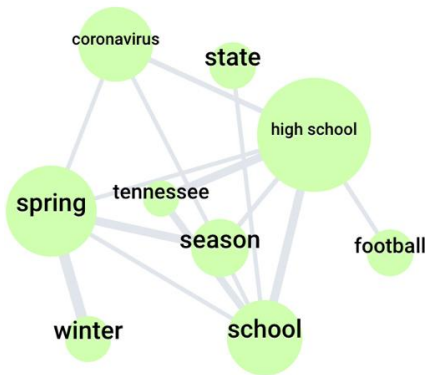 coronavirus
state
high school
tennessee
spring
season
football
winter
school